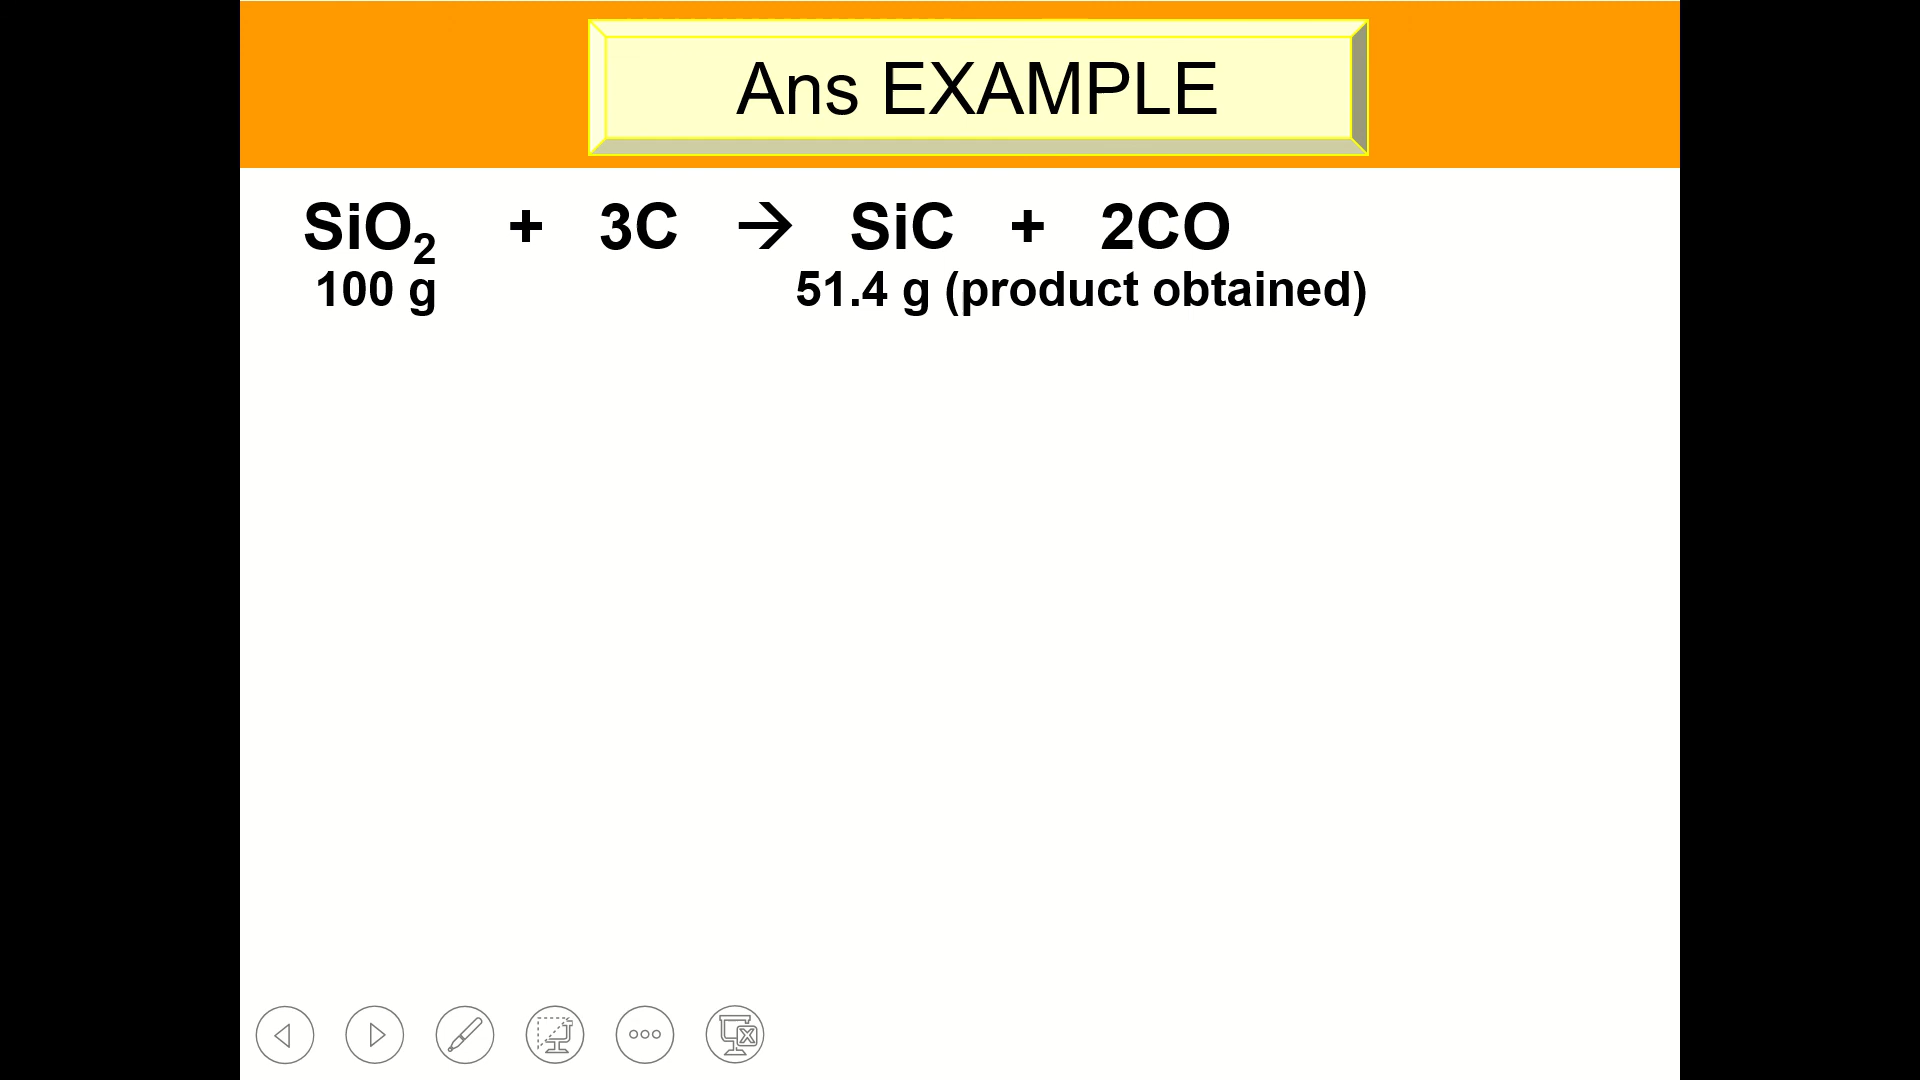 Ans EXAMPLE
SiO₂ + 3C → SiC + 2CO
100 g 51.4 g (product obtained)